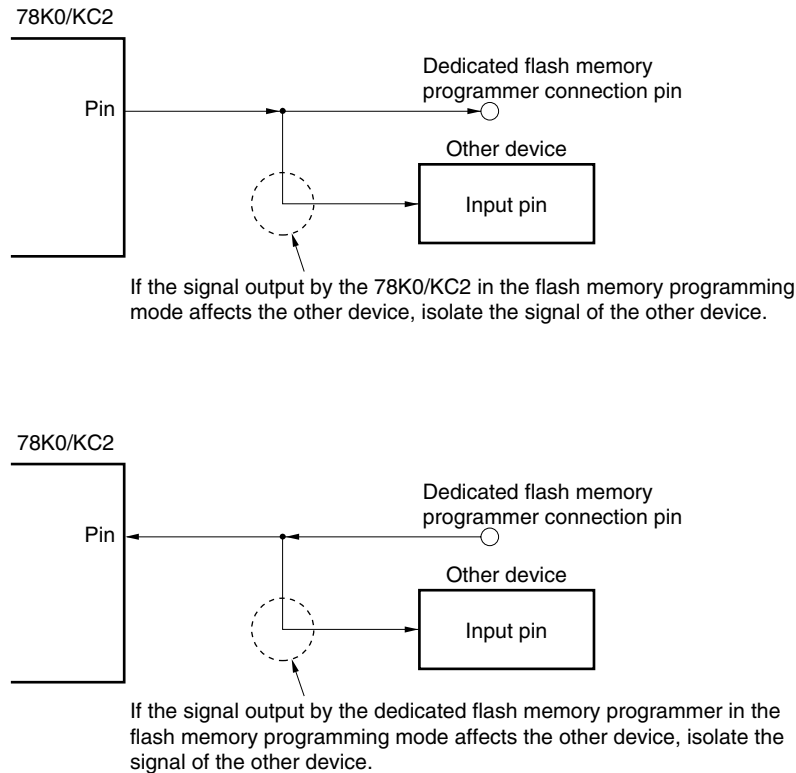 78K0/KC2
Dedicated flash memory
programmer connection pin
Pin
Other device
Input pin
If the signal output by the 78K0/KC2 in the flash memory programming
mode affects the other device, isolate the signal of the other device.
78K0/KC2
Dedicated flash memory
programmer connection pin
Pin
Other device
Input pin
If the signal output by the dedicated flash memory programmer in the
flash memory programming mode affects the other device, isolate the
signal of the other device.